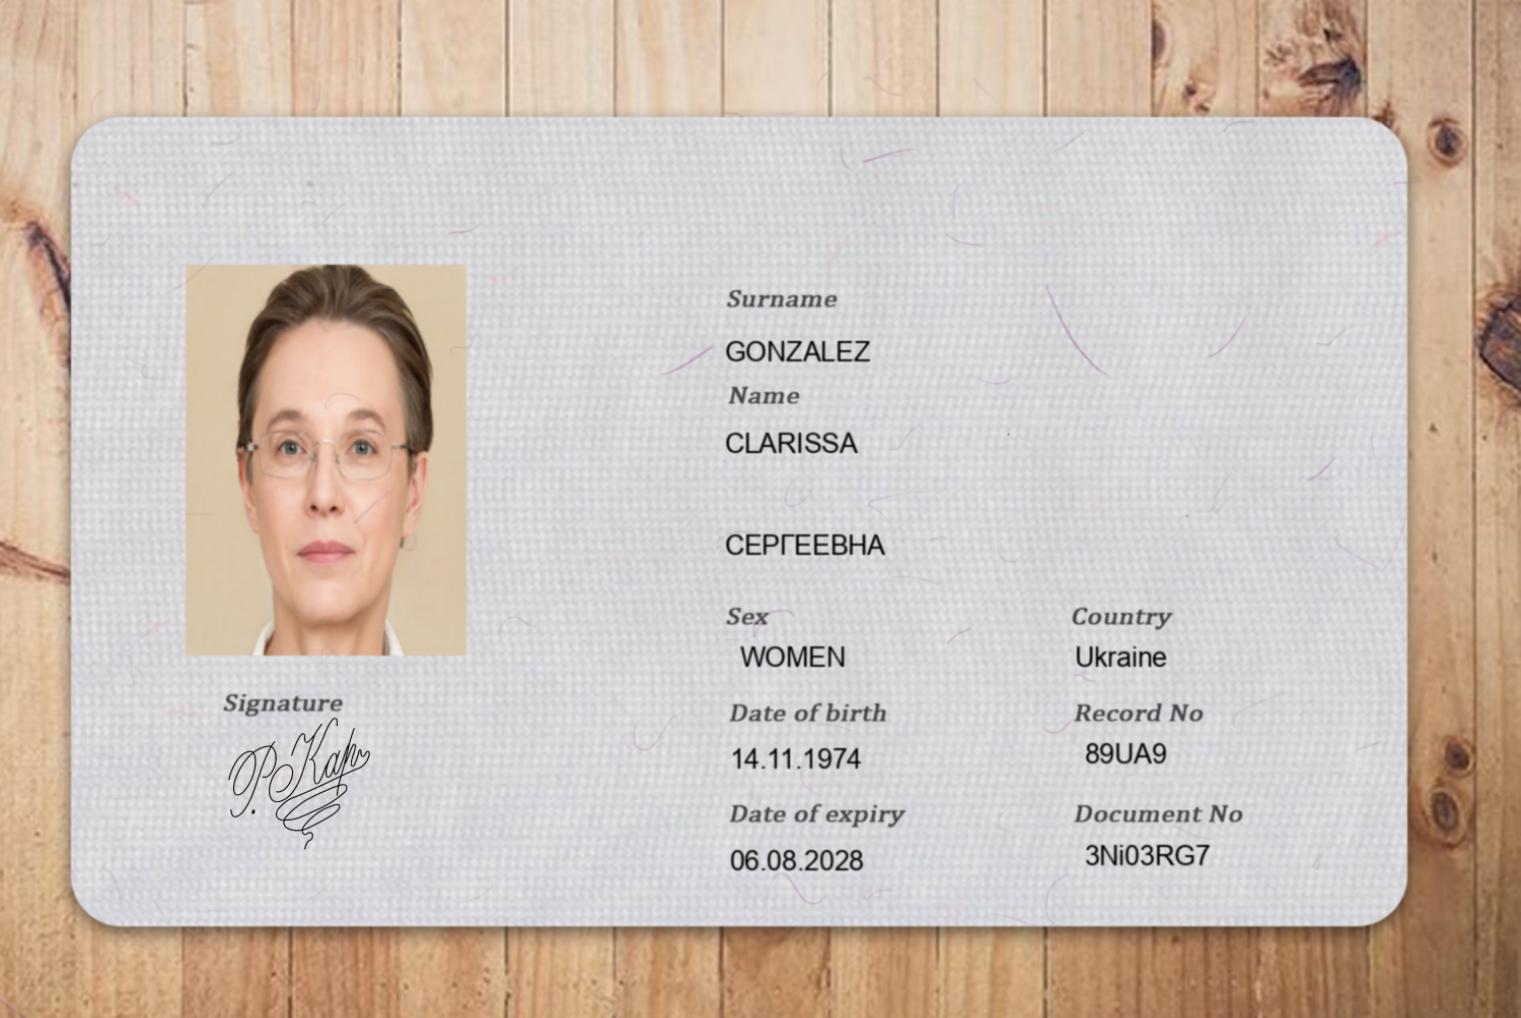 Surname
GONZALEZ
Name
CLARISSA
СЕРГЕЕВНА
Sex
Country
WOMEN
Ukraine
Date of birth
Record No
14.11.1974
89UA9
Date of expiry
Document No
06.08.2028
3Ni03RG7
Signature